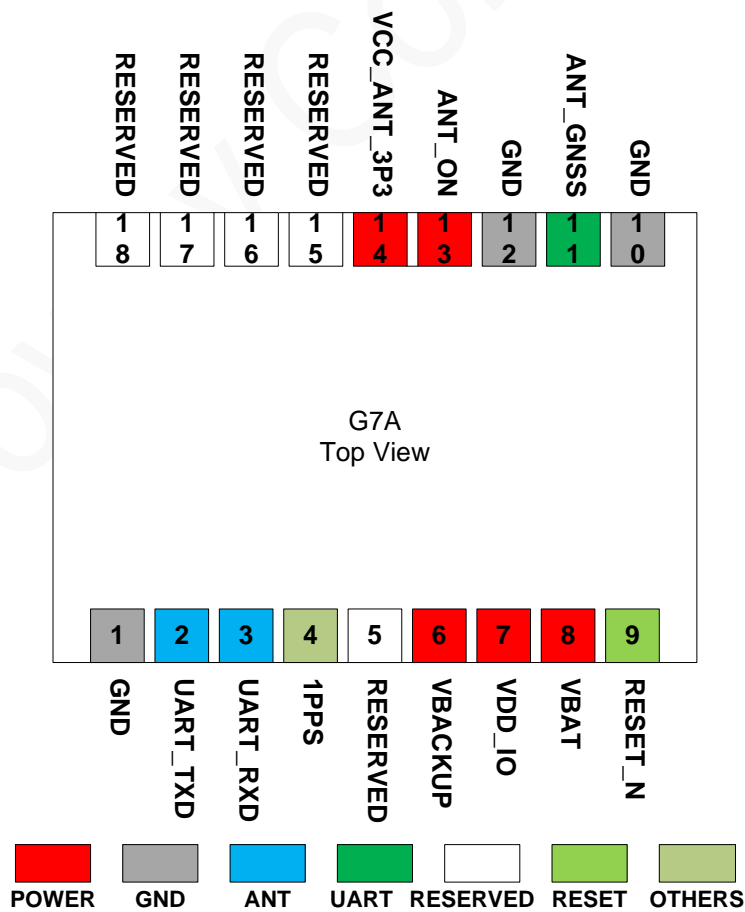 RESERVED
RESERVED
RESERVED
RESERVED
VCC_ANT_3P3
ANT_ON
GND
ANT_GNSS
GND
18
17
16
15
14
13
12
11
10
G7A
Top View
1
2
3
4
5
6
7
8
9
GND
UART_TXD
UART_RXD
1PPS
RESERVED
VBACKUP
VDD_IO
VBAT
RESET_N
POWER
GND
ANT
UART
RESERVED
RESET
OTHERS